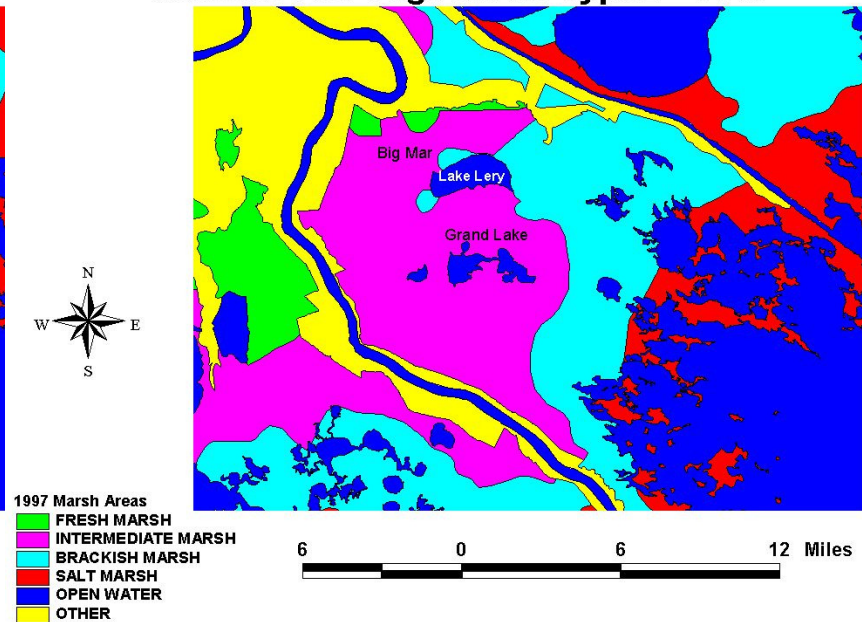 Big Mar
Lake Lery
Grand Lake
N
W E
S
1997 Marsh Areas
FRESH MARSH
INTERMEDIATE MARSH
BRACKISH MARSH
SALT MARSH
OPEN WATER
OTHER
6 0 6 12 Miles